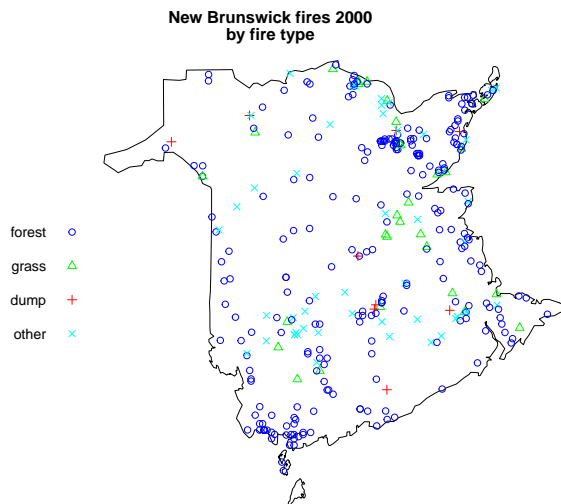 New Brunswick fires 2000
by fire type
forest
grass
dump
other